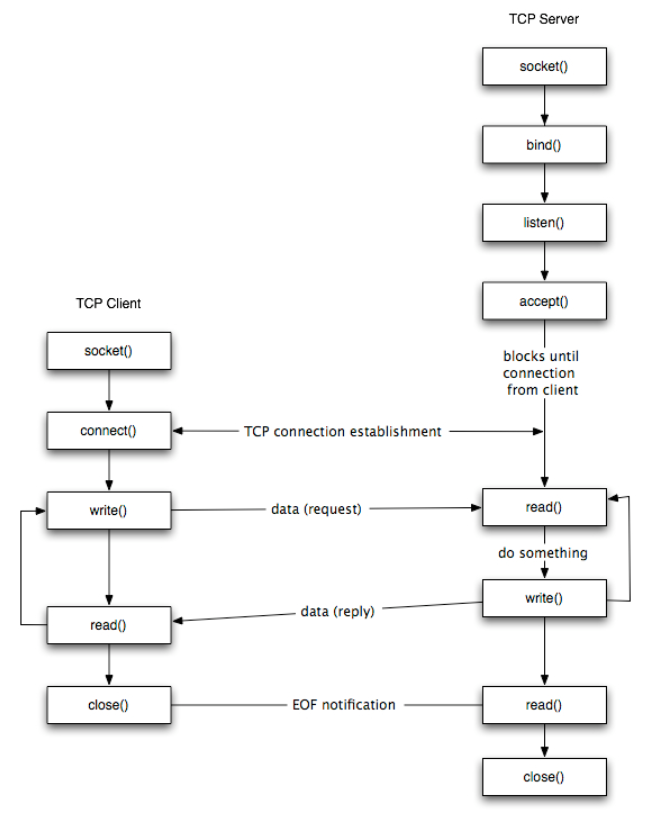 TCP Server
socket()
bind()
listen()
accept()
blocks until
connection
from client
TCP Client
socket()
connect()
TCP connection establishment
write()
data (request)
read()
do something
write()
data (reply)
read()
close()
EOF notification
read()
close()